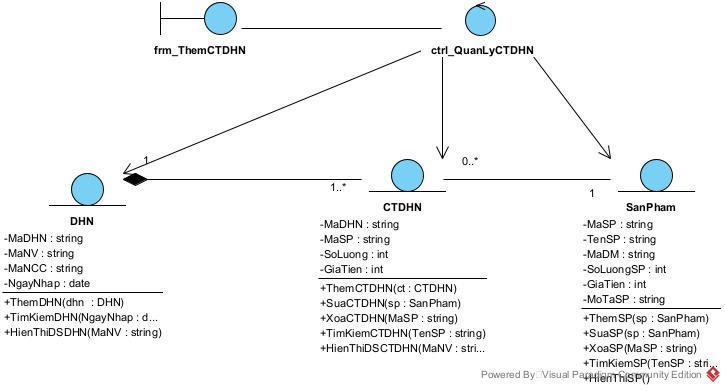 frm_ThemCTDHN
ctrl_QuanLyCTDHN
1
1..*
0..*
1
DHN
-MaDHN : string
-MaNV : string
-MaNCC : string
-NgayNhap : date
+ThemDHN(dhn : DHN)
+TimKiemDHN(NgayNhap : d...
+HienThiDSDHN(MaNV : string)
CTDHN
-MaDHN : string
-MaSP : string
-SoLuong : int
-GiaTien : int
+ThemCTDHN(ct : CTDHN)
+SuaCTDHN(sp : SanPham)
+XoaCTDHN(MaSP : string)
+TimKiemCTDHN(TenSP : string)
+HienThiDSCTDHN(MaNV : stri...
SanPham
-MaSP : string
-TenSP : string
-MaDM : string
-SoLuongSP : int
-GiaTien : int
-MoTaSP : string
+ThemSP(sp : SanPham)
+SuaSP(sp : SanPham)
+XoaSP(MaSP : string)
+TimKiemSP(TenSP : stri...
+HienThiSP()
Powered By Visual Paradigm Community Edition